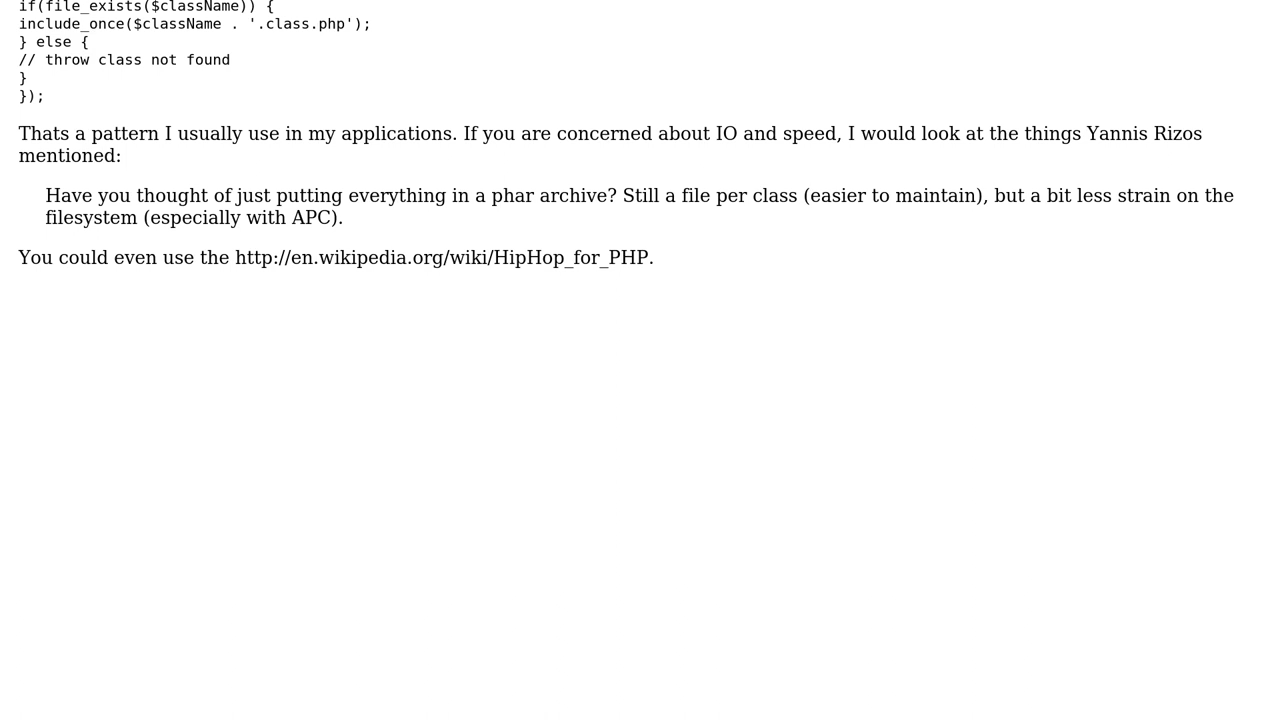 if(file_exists($className)) {
include_once($className . '.class.php');
} else {
// throw class not found
}
});
Thats a pattern I usually use in my applications. If you are concerned about IO and speed, I would look at the things Yannis Rizos
mentioned:
Have you thought of just putting everything in a phar archive? Still a file per class (easier to maintain), but a bit less strain on the
filesystem (especially with APC).
You could even use the http://en.wikipedia.org/wiki/HipHop_for_PHP.